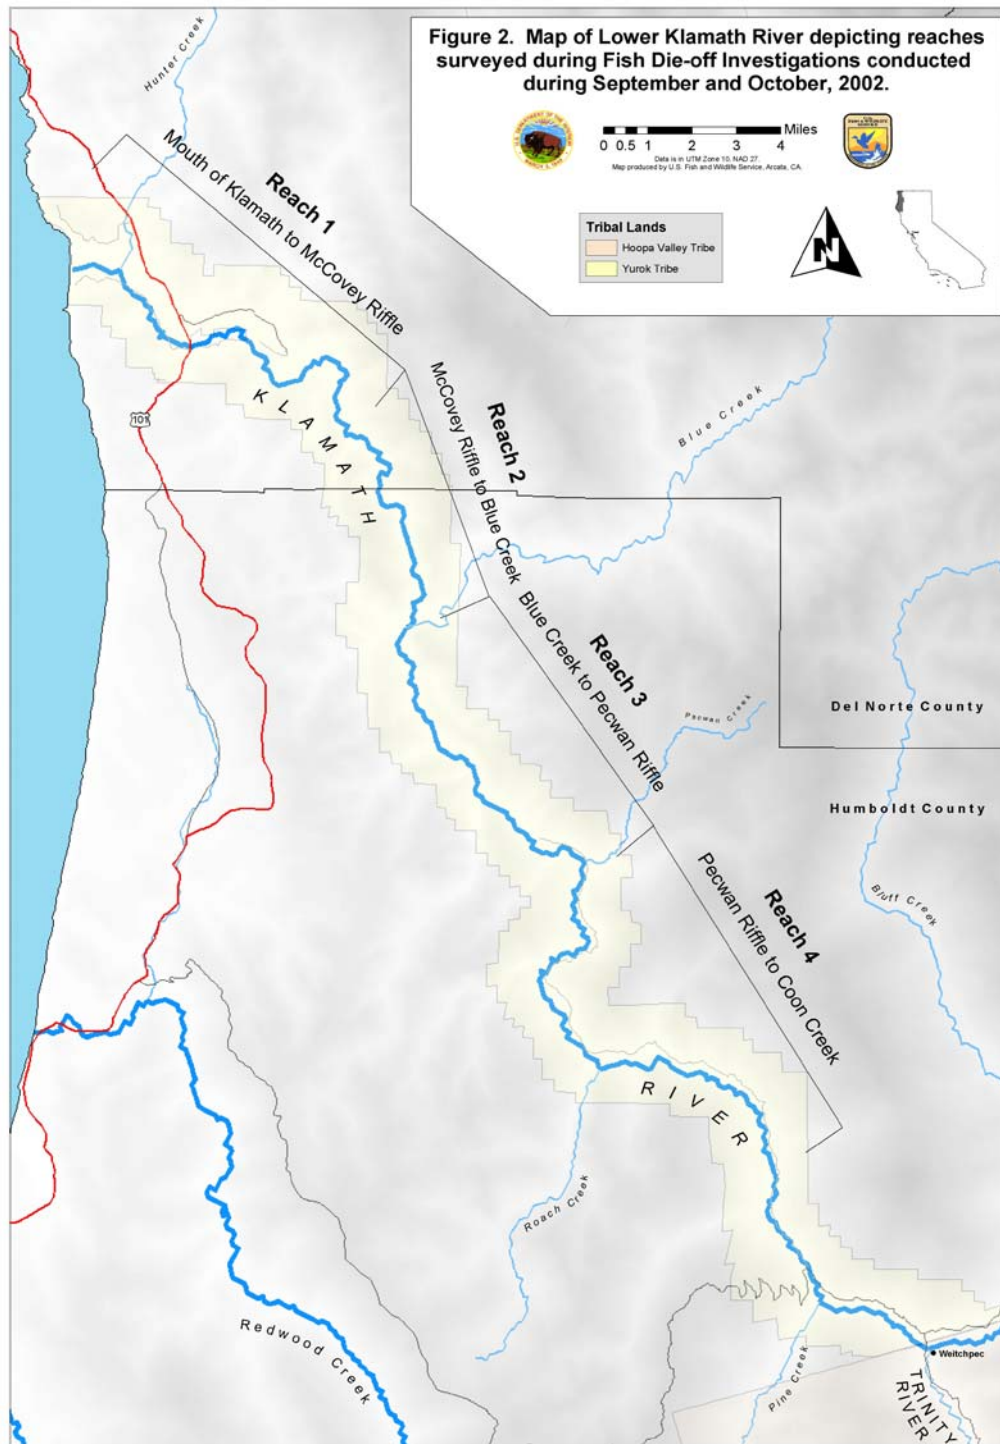 Figure 2. Map of Lower Klamath River depicting reaches
surveyed during Fish Die-off Investigations conducted
during September and October, 2002.
Miles
0 0.5 1 2 3 4
Data is in UTM Zone 10, NAD 27.
Map produced by U.S. Fish and Wildlife Service, Arcata, CA.
Tribal Lands
Hoopa Valley Tribe
Yurok Tribe
N
Hunter Creek
Reach 1
Mouth of Klamath to McCovey Riffle
Reach 2
McCovey Riffle to Blue Creek
Blue Creek
101
KLAMATH
Reach 3
Blue Creek to Pecwan Riffle
Pecwan Creek
Del Norte County
Humboldt County
Bluff Creek
Reach 4
Pecwan Riffle to Coon Creek
RIVER
Roach Creek
Redwood Creek
Pine Creek
Weitchpec
TRINITY
RIVER